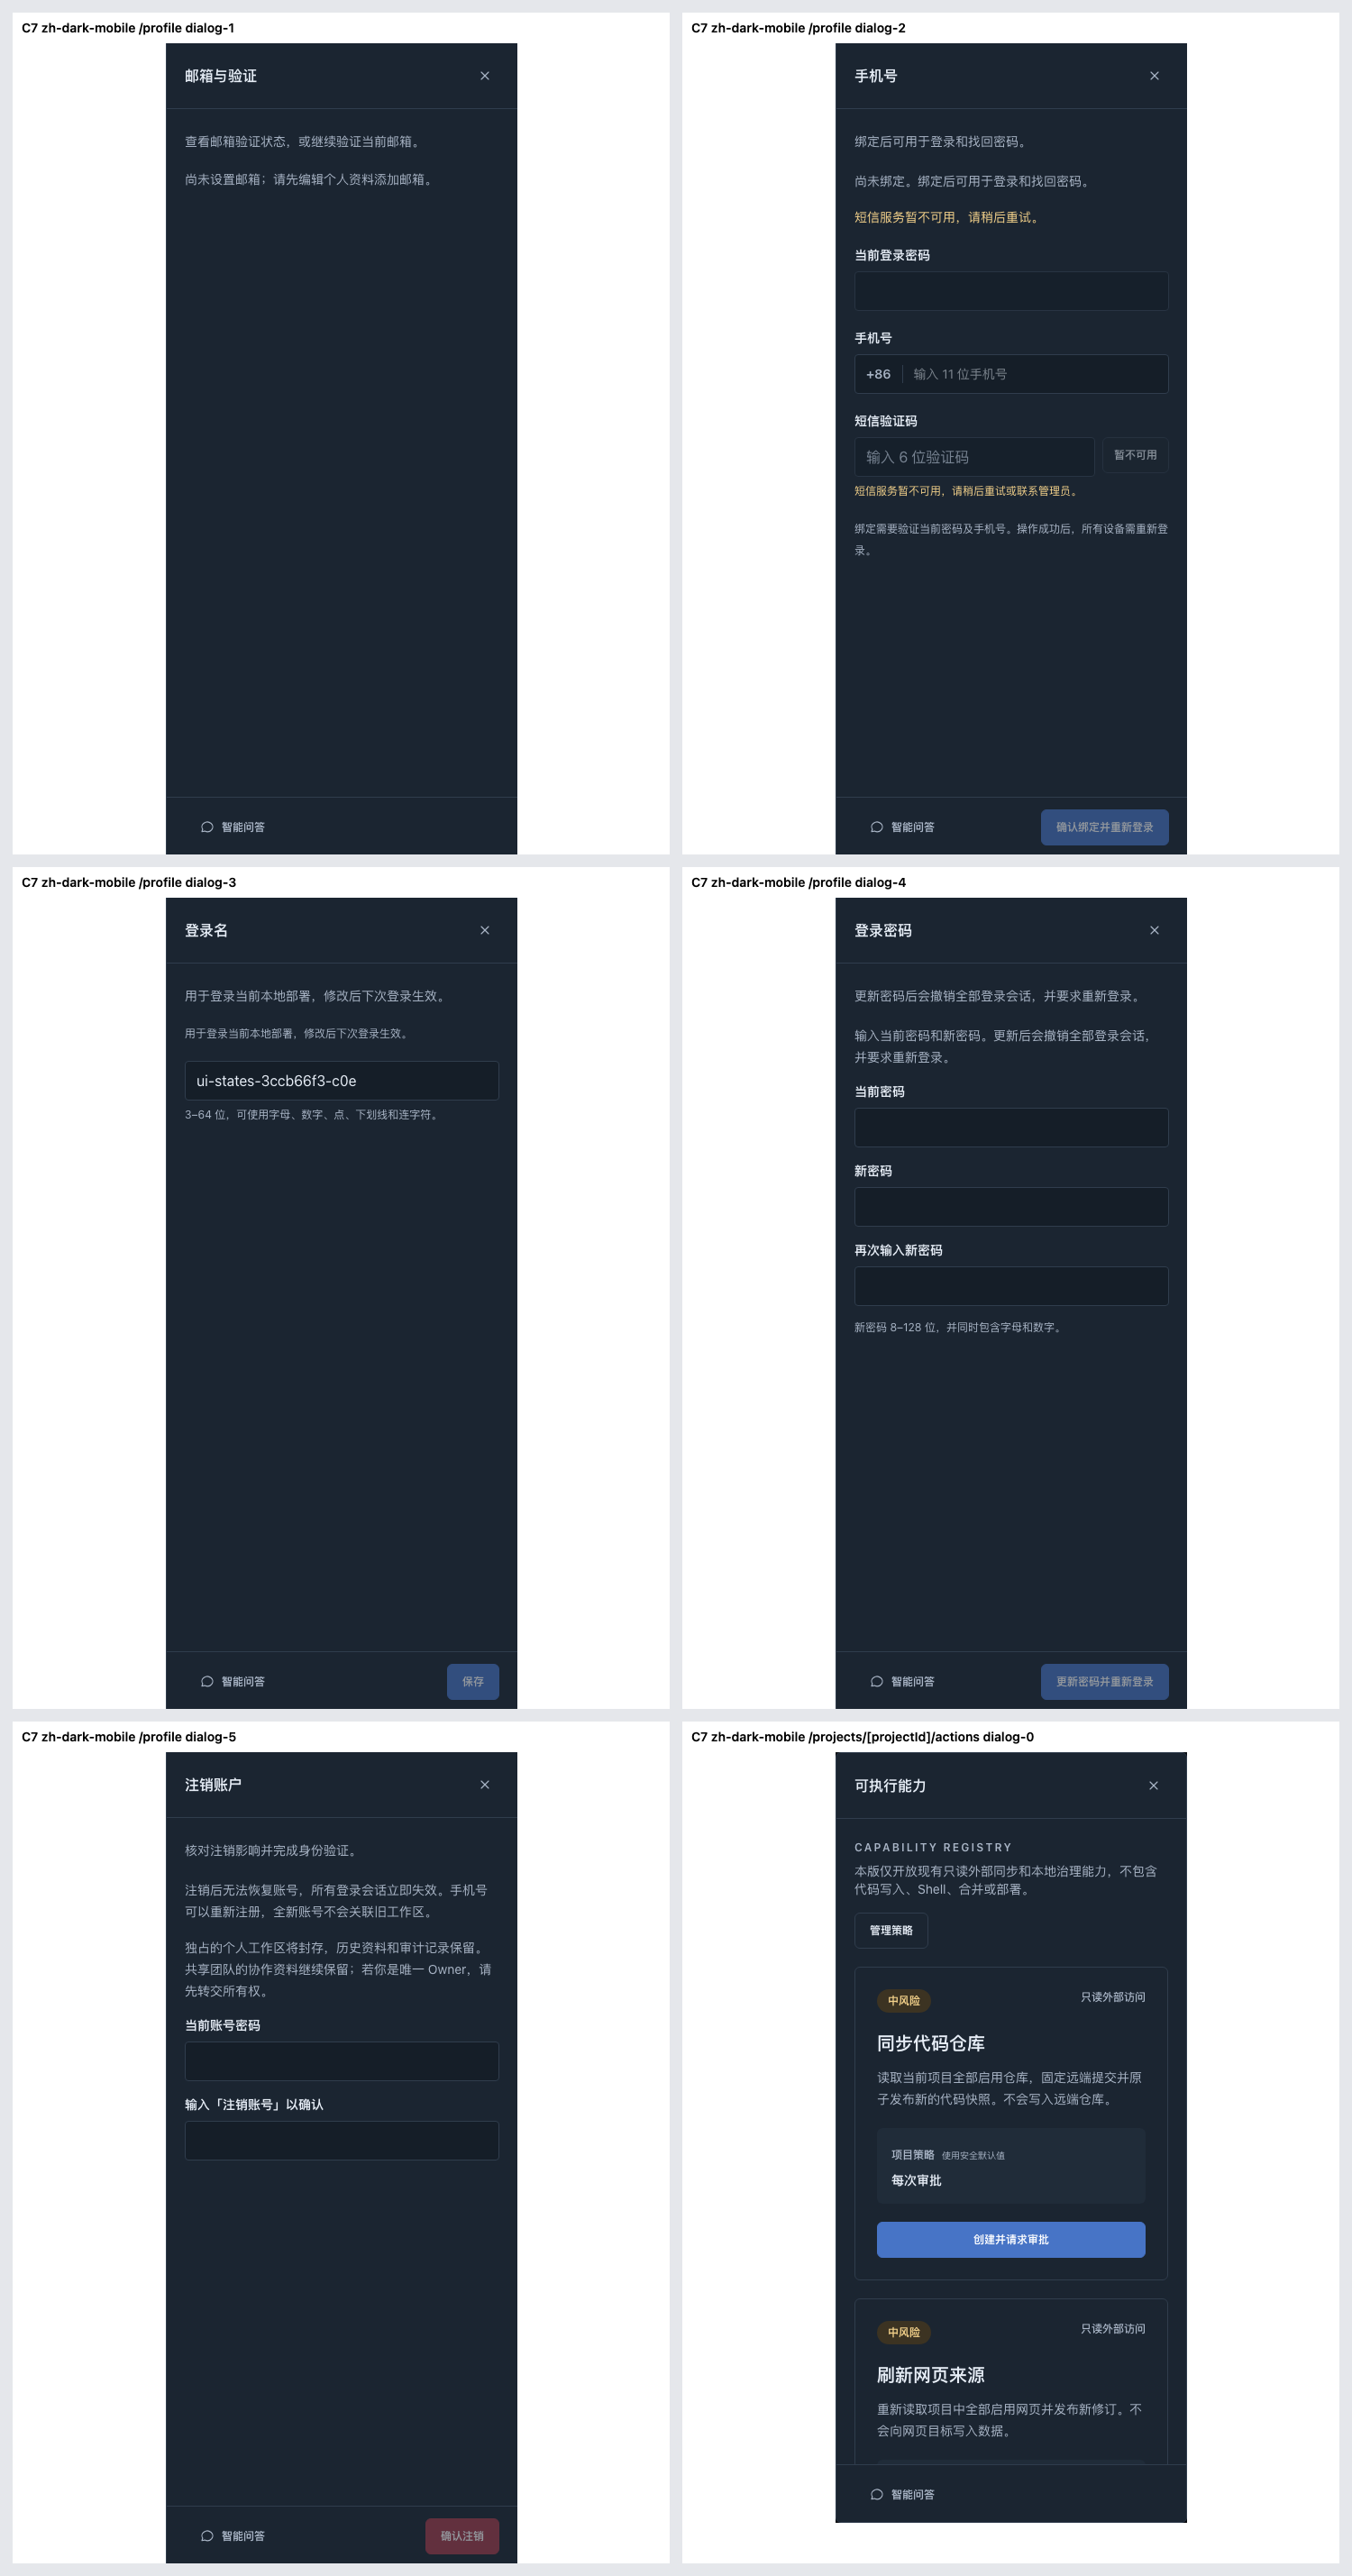 C7 zh-dark-mobile /profile dialog-1
邮箱与验证
查看邮箱验证状态，或继续验证当前邮箱。
尚未设置邮箱；请先编辑个人资料添加邮箱。
智能问答
C7 zh-dark-mobile /profile dialog-2
手机号
绑定后可用于登录和找回密码。
尚未绑定。绑定后可用于登录和找回密码。
短信服务暂不可用，请稍后重试。
当前登录密码
手机号
+86 输入 11 位手机号
短信验证码
输入 6 位验证码 暂不可用
短信服务暂不可用，请稍后重试或联系管理员。
绑定需要验证当前密码及手机号。操作成功后，所有设备需重新登
录。
智能问答 确认绑定并重新登录
C7 zh-dark-mobile /profile dialog-3
登录名
用于登录当前本地部署，修改后下次登录生效。
用于登录当前本地部署，修改后下次登录生效。
ui-states-3ccb66f3-c0e
3–64 位，可使用字母、数字、点、下划线和连字符。
智能问答 保存
C7 zh-dark-mobile /profile dialog-4
登录密码
更新密码后会撤销全部登录会话，并要求重新登录。
输入当前密码和新密码。更新后会撤销全部登录会话，
并要求重新登录。
当前密码
新密码
再次输入新密码
新密码 8–128 位，并同时包含字母和数字。
智能问答 更新密码并重新登录
C7 zh-dark-mobile /profile dialog-5
注销账户
核对注销影响并完成身份验证。
注销后无法恢复账号，所有登录会话立即失效。手机号
可以重新注册，全新账号不会关联旧工作区。
独占的个人工作区将封存，历史资料和审计记录保留。
共享团队的协作资料继续保留；若你是唯一 Owner，请
先转交所有权。
当前账号密码
输入「注销账号」以确认
智能问答 确认注销
C7 zh-dark-mobile /projects/[projectId]/actions dialog-0
可执行能力
CAPABILITY REGISTRY
本版仅开放现有只读外部同步和本地治理能力，不包含
代码写入、Shell、合并或部署。
管理策略
中风险 只读外部访问
同步代码仓库
读取当前项目全部启用仓库，固定远端提交并原
子发布新的代码快照。不会写入远端仓库。
项目策略 使用安全默认值
每次审批
创建并请求审批
中风险 只读外部访问
刷新网页来源
重新读取项目中全部启用网页并发布新修订。不
会向网页目标写入数据。
智能问答